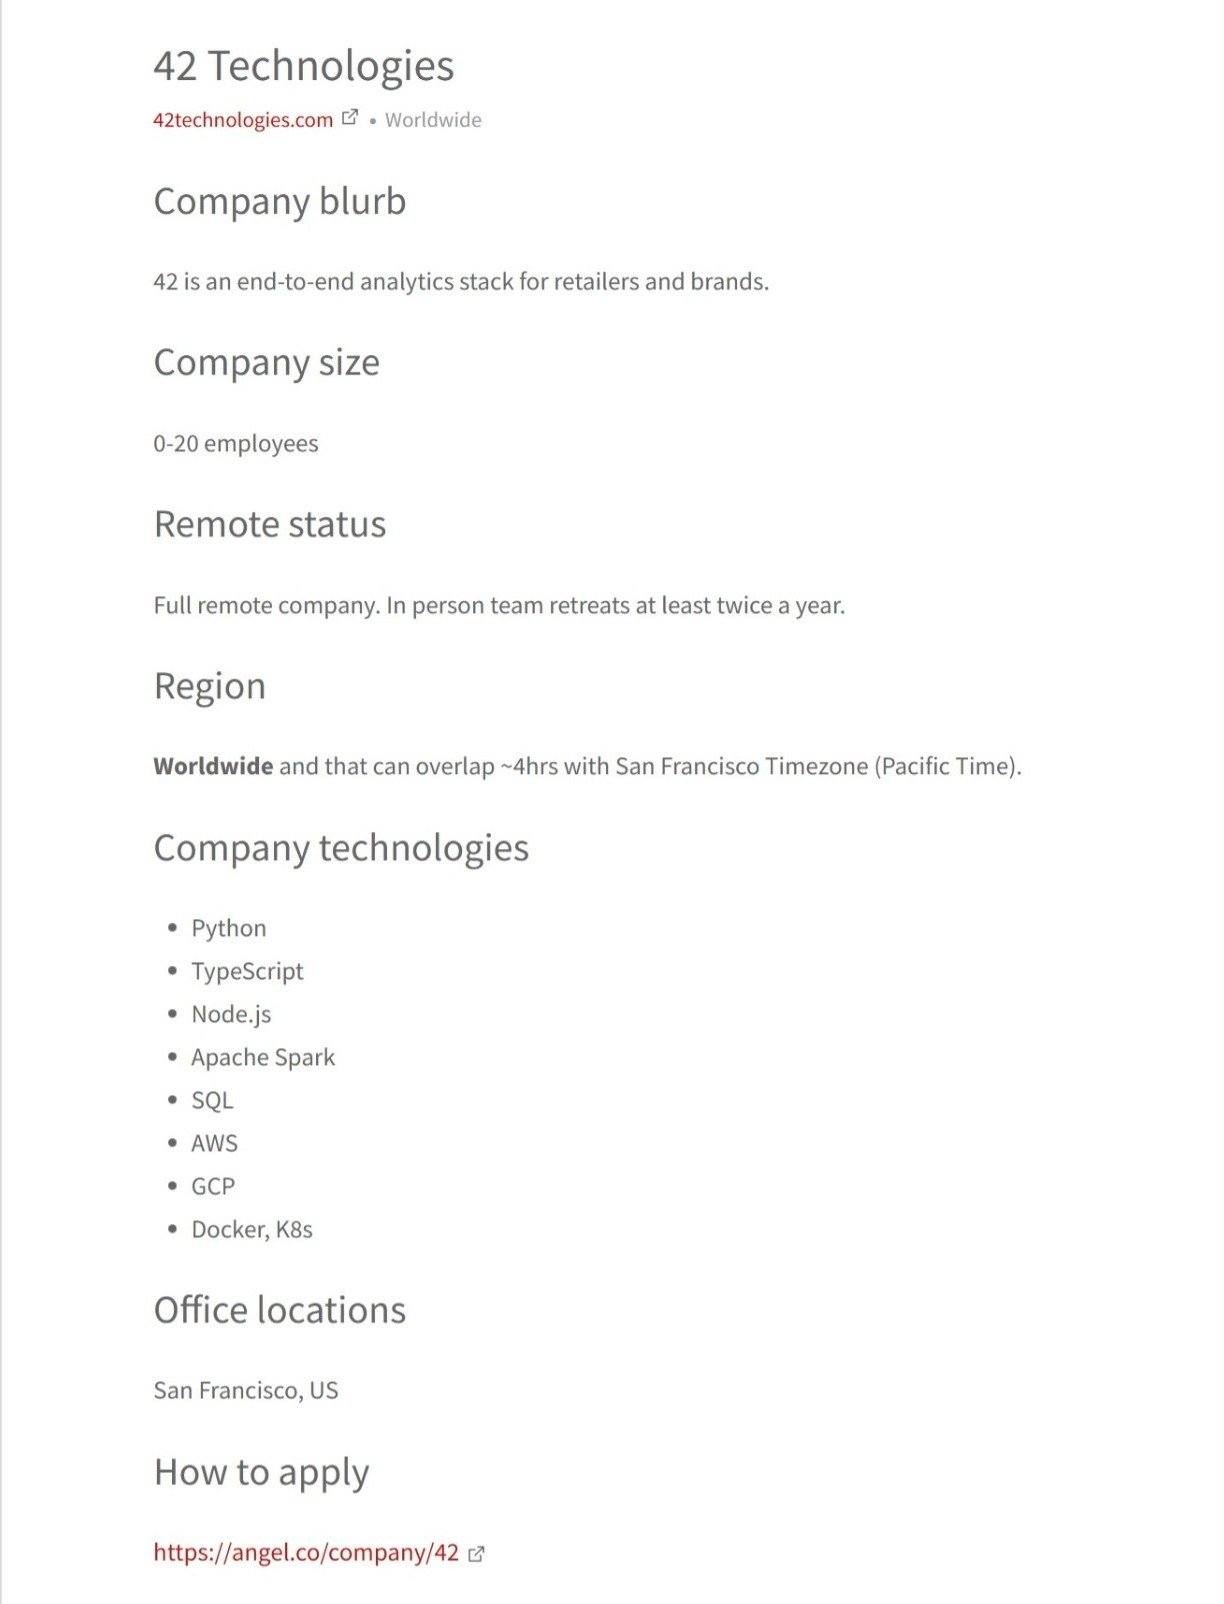 42 Technologies
42technologies.com • Worldwide
Company blurb
42 is an end-to-end analytics stack for retailers and brands.
Company size
0-20 employees
Remote status
Full remote company. In person team retreats at least twice a year.
Region
Worldwide and that can overlap ~4hrs with San Francisco Timezone (Pacific Time).
Company technologies
• Python
• TypeScript
• Node.js
• Apache Spark
• SQL
• AWS
• GCP
• Docker, K8s
Office locations
San Francisco, US
How to apply
https://angel.co/company/42